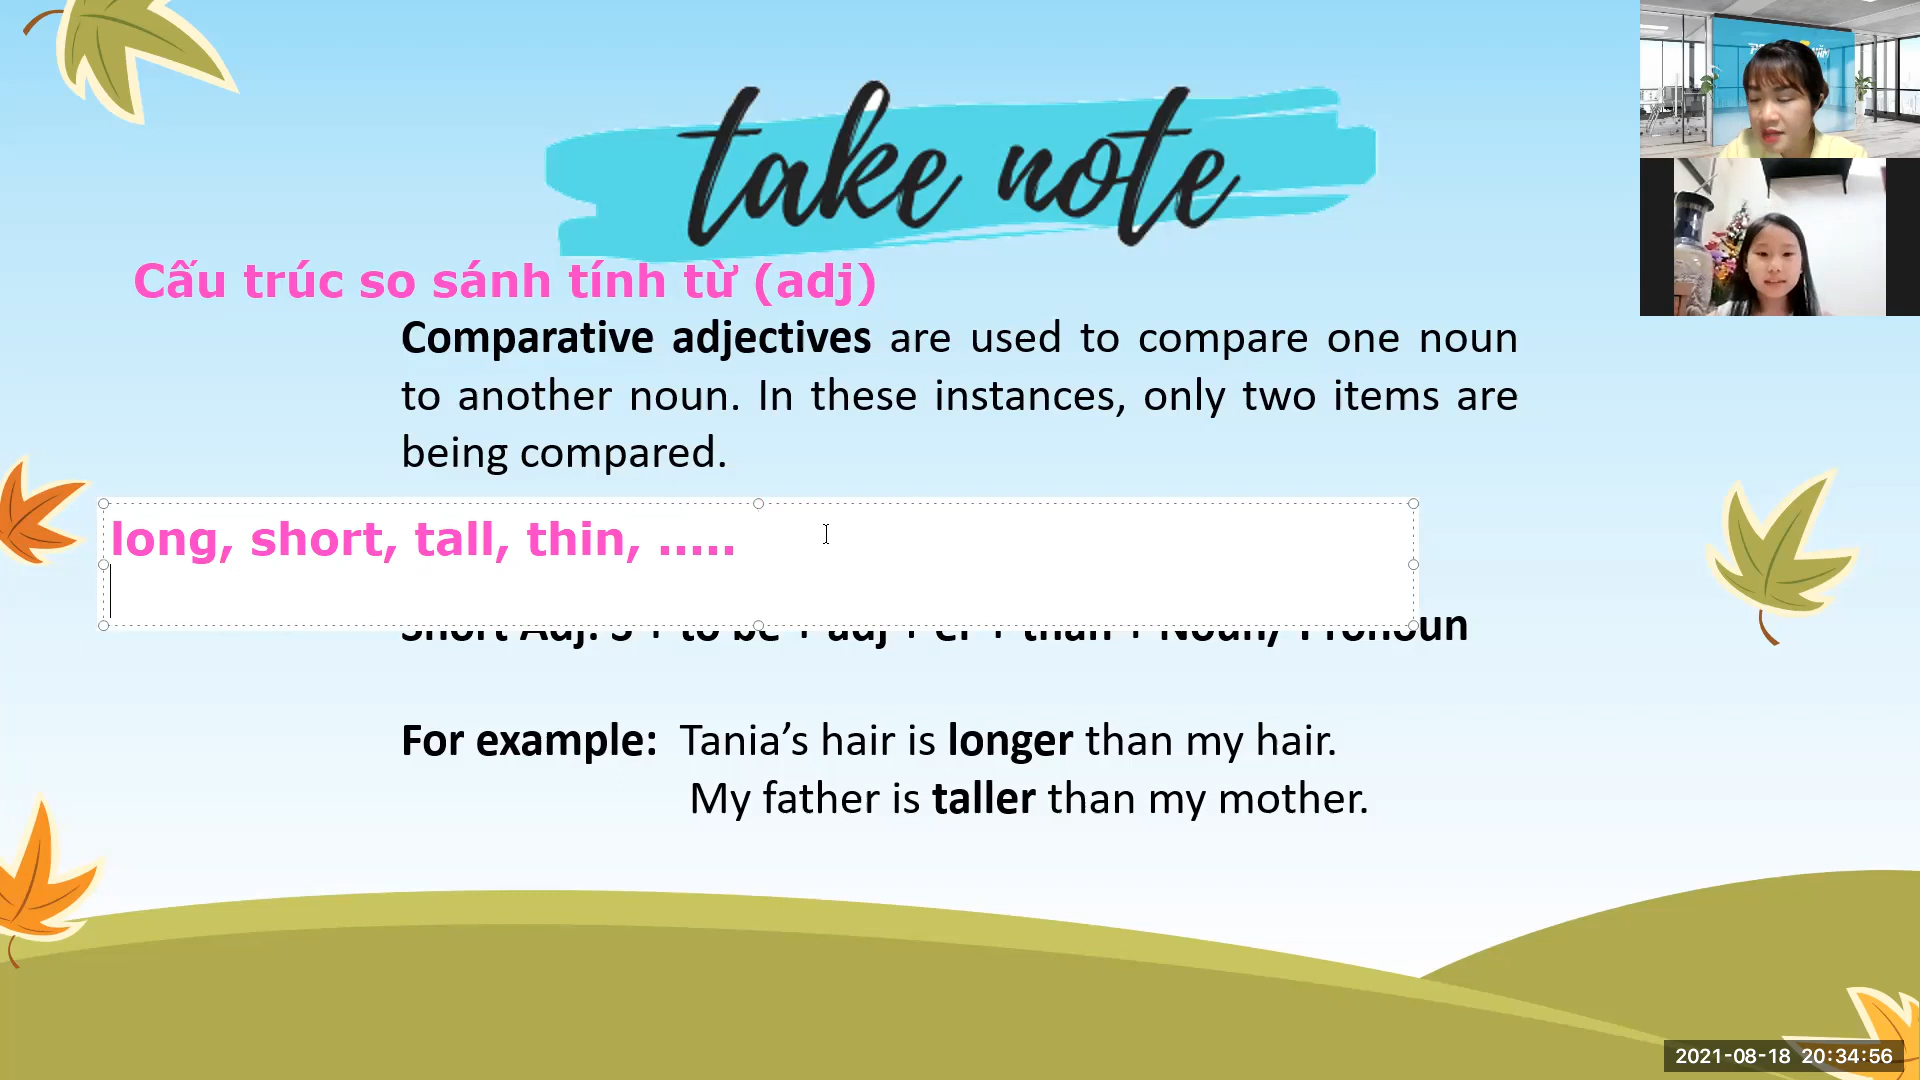 take note
Cấu trúc so sánh tính từ (adj)
Comparative adjectives are used to compare one noun
to another noun. In these instances, only two items are
being compared.
long, short, tall, thin, .....
Short Adj: S + to be + adj + er + than + Noun/ Pronoun
For example: Tania’s hair is longer than my hair.
My father is taller than my mother.
2021-08-18 20:34:56